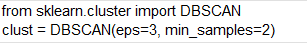 from sklearn.cluster import DBSCAN
clust = DBSCAN(eps=3, min_samples=2)